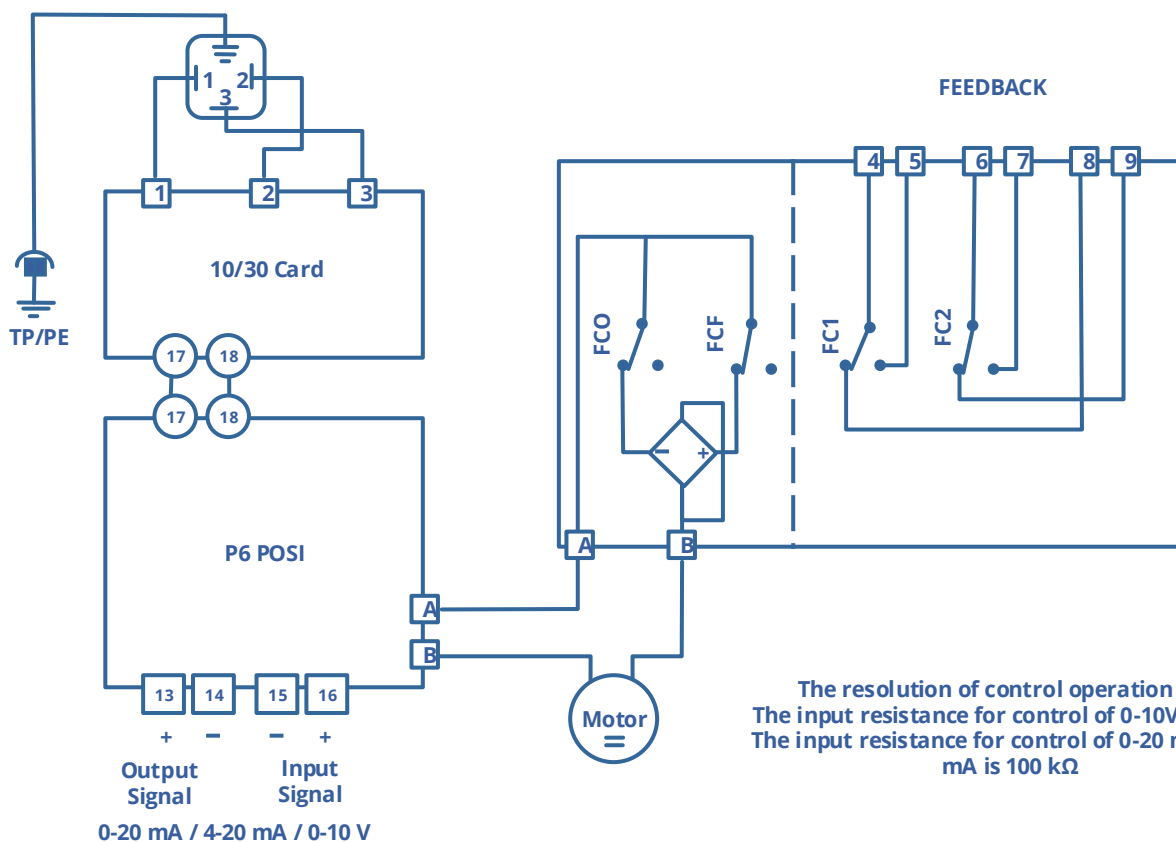 1 2
3
FEEDBACK
1 2 3
4 5 6 7 8 9
10/30 Card
TP/PE
FCO
FCF
FC1
FC2
17 18
17 18
- +
P6 POSI
A
B
A B
13 14 15 16
+ - - +
Output
Signal
Input
Signal
0-20 mA / 4-20 mA / 0-10 V
Motor
The resolution of control operation
The input resistance for control of 0-10V
The input resistance for control of 0-20
mA is 100 kΩ